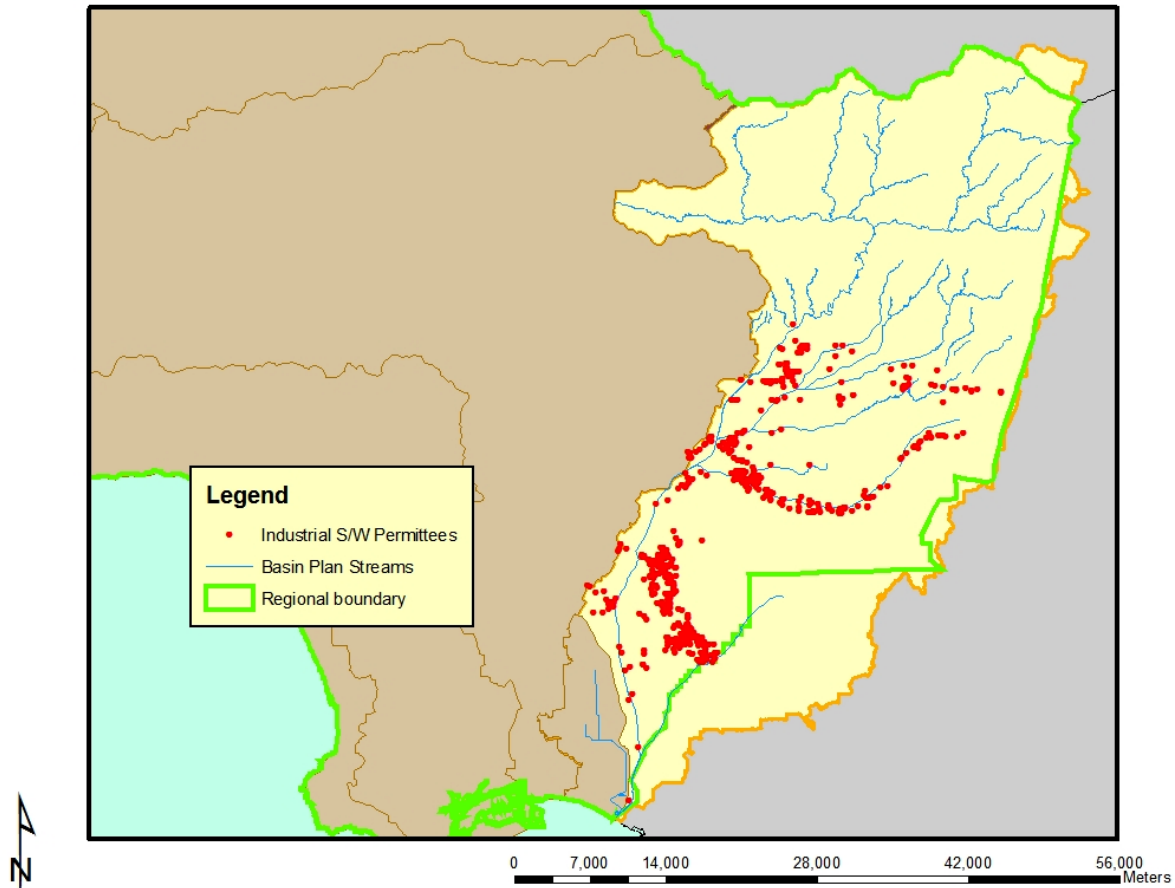 Legend
Industrial S/W Permittees
Basin Plan Streams
Regional boundary
N
0 7,000 14,000 28,000 42,000 56,000
Meters